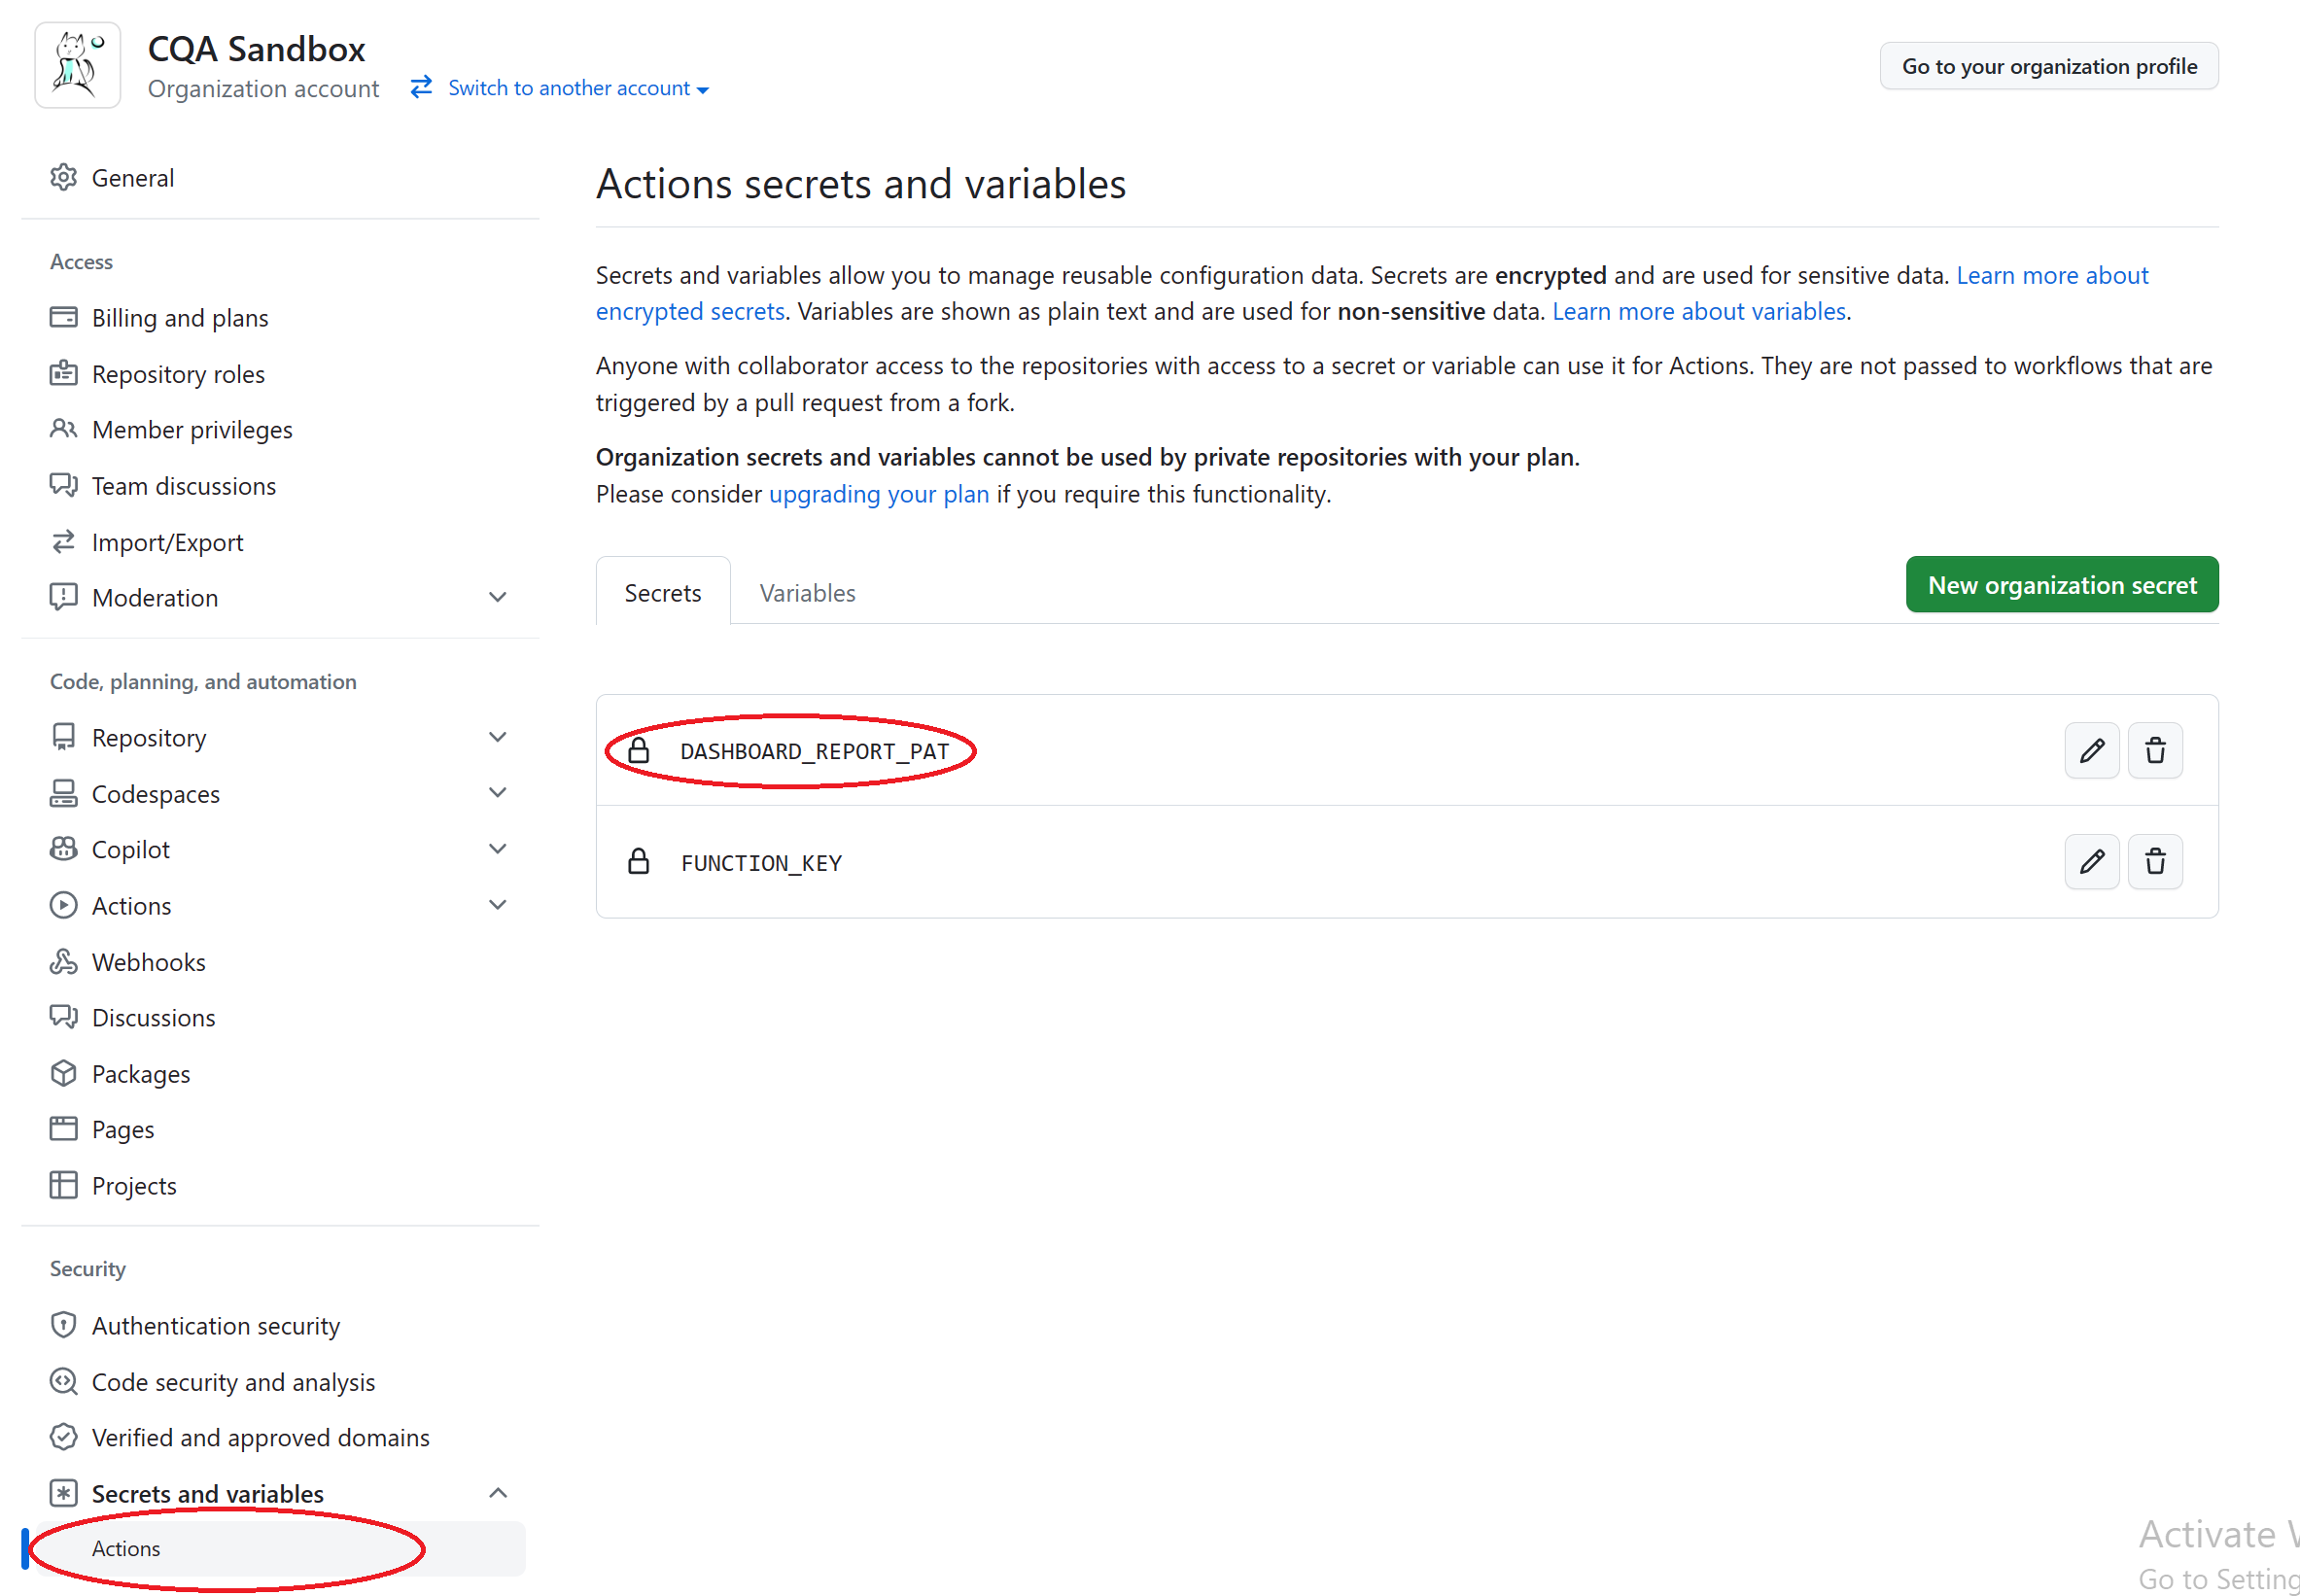 CQA Sandbox
Organization account
Switch to another account
Go to your organization profile
General
Access
Billing and plans
Repository roles
Member privileges
Team discussions
Import/Export
Moderation
Code, planning, and automation
Repository
Codespaces
Copilot
Actions
Webhooks
Discussions
Packages
Pages
Projects
Security
Authentication security
Code security and analysis
Verified and approved domains
Secrets and variables
Actions
Actions secrets and variables
Secrets and variables allow you to manage reusable configuration data. Secrets are encrypted and are used for sensitive data. Learn more about
encrypted secrets. Variables are shown as plain text and are used for non-sensitive data. Learn more about variables.
Anyone with collaborator access to the repositories with access to a secret or variable can use it for Actions. They are not passed to workflows that are
triggered by a pull request from a fork.
Organization secrets and variables cannot be used by private repositories with your plan.
Please consider upgrading your plan if you require this functionality.
Secrets
Variables
New organization secret
DASHBOARD_REPORT_PAT
FUNCTION_KEY
Activate
Go to Setting